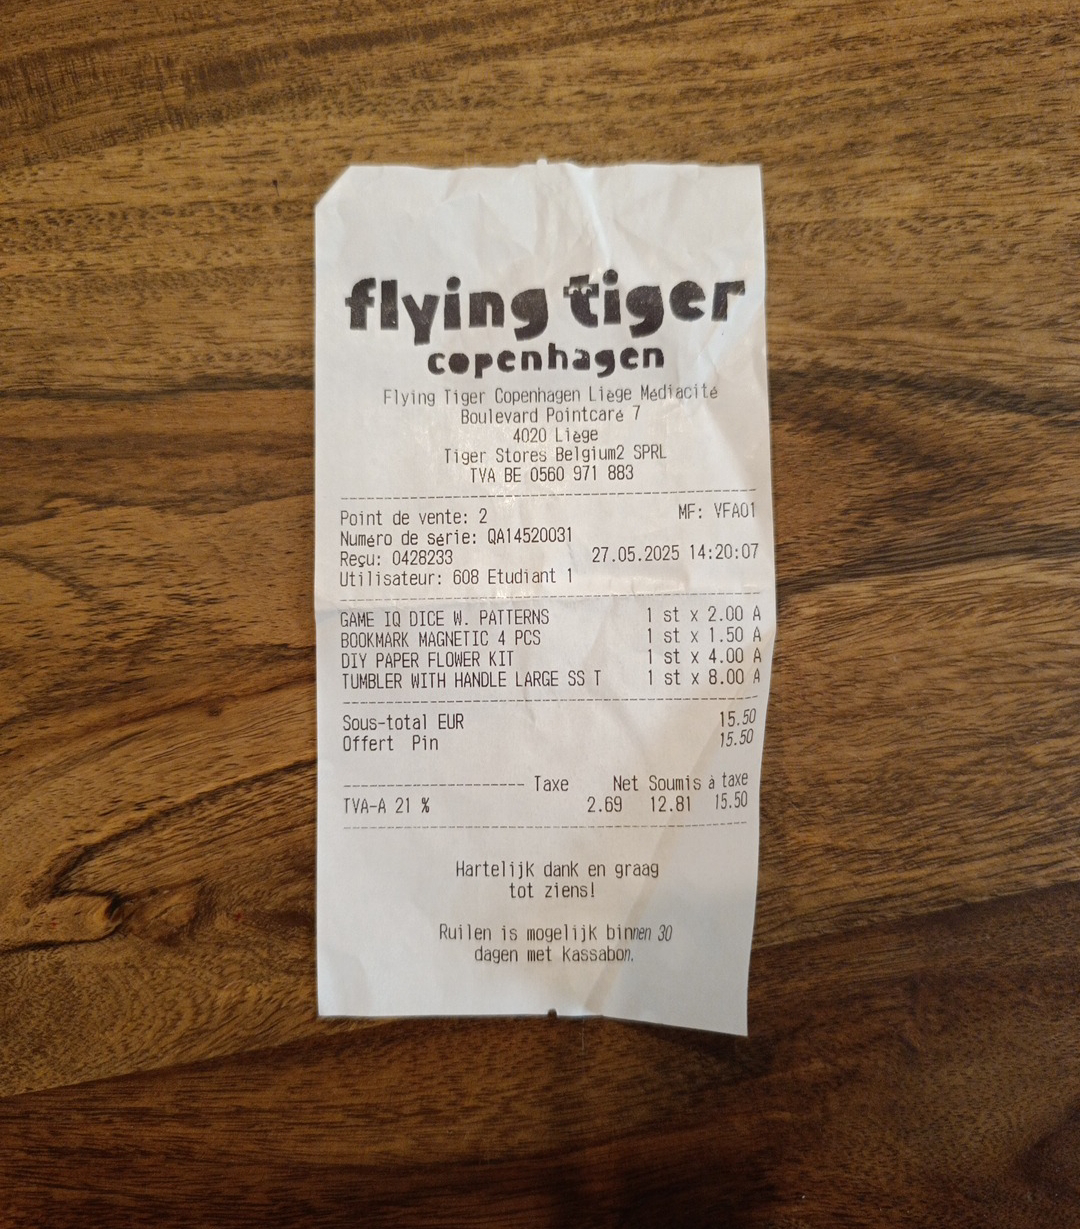 flying tiger
copenhagen
Flying Tiger Copenhagen Liège Médiacité
Boulevard Pointcaré 7
4020 Liège
Tiger Stores Belgium2 SPRL
TVA BE 0560 971 883
Point de vente: 2 MF: VFA01
Numéro de série: QA14520031
Reçu: 0428233 27.05.2025 14:20:07
Utilisateur: 608 Etudiant 1
GAME IQ DICE W. PATTERNS 1 st x 2.00 A
BOOKMARK MAGNETIC 4 PCS 1 st x 1.50 A
DIY PAPER FLOWER KIT 1 st x 4.00 A
TUMBLER WITH HANDLE LARGE SS T 1 st x 8.00 A
Sous-total EUR 15.50
Offert Pin 15.50
Taxe Net Soumis à taxe
TVA-A 21 % 2.69 12.81 15.50
Hartelijk dank en graag
tot ziens!
Ruilen is mogelijk binnen 30
dagen met kassabon.